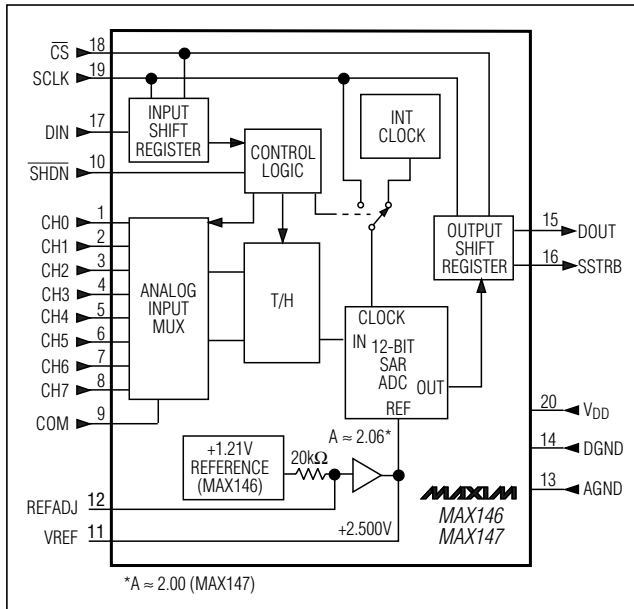 CS 18
SCLK 19
DIN 17
SHDN 10
CH0 1
CH1 2
CH2 3
CH3 4
CH4 5
CH5 6
CH6 7
CH7 8
COM 9
REFADJ 12
VREF 11
INPUT
SHIFT
REGISTER
CONTROL
LOGIC
INT
CLOCK
ANALOG
INPUT
MUX
T/H
OUTPUT
SHIFT
REGISTER
CLOCK
IN
12-BIT
SAR
ADC
OUT
REF
15 DOUT
16 SSTRB
20 VDD
14 DGND
13 AGND
+1.21V
REFERENCE
(MAX146)
20kΩ
A ≈ 2.06*
+2.500V
MAXIM
MAX146
MAX147
*A ≈ 2.00 (MAX147)